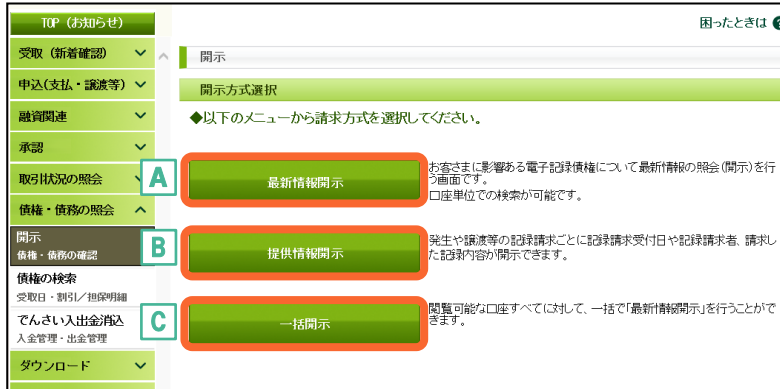 TOP（お知らせ）
困ったときは
受取（新着確認）
開示
申込(支払・譲渡等)
開示方式選択
融資関連
◆以下のメニューから請求方式を選択してください。
承認
取引状況の照会
A
最新情報開示
お客さまに影響ある電子記録債権について最新情報の照会(開示)を行
う画面です。
口座単位での検索が可能です。
債権・債務の照会
開示
債権・債務の確認
B
提供情報開示
発生や譲渡等の記録請求ごとに記録請求受付日や記録請求者、請求し
た記録内容が開示できます。
債権の検索
受取日・割引/担保明細
でんさい入出金消込
入金管理・出金管理
C
一括開示
閲覧可能な口座すべてに対して、一括で「最新情報開示」を行うことがで
きます。
ダウンロード